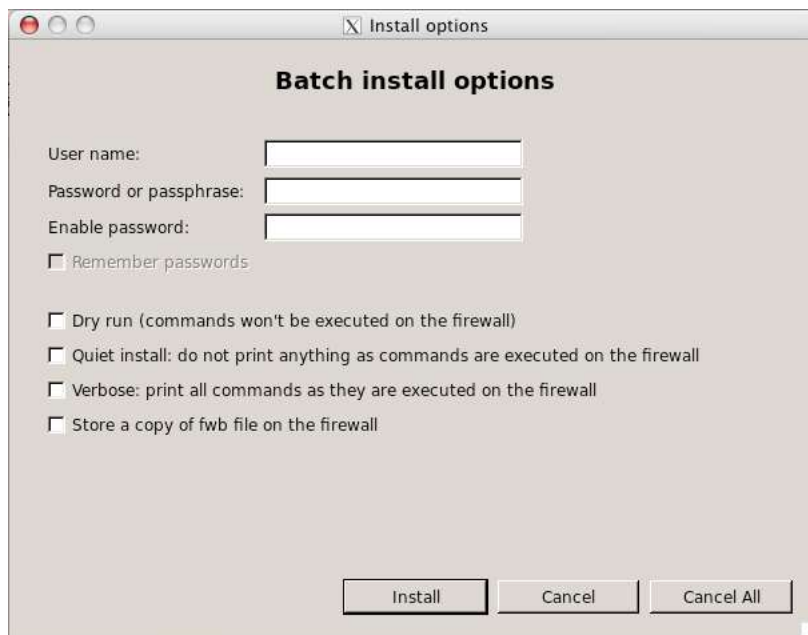 Install options
Batch install options
User name:
Password or passphrase:
Enable password:
Remember passwords
Dry run (commands won't be executed on the firewall)
Quiet install: do not print anything as commands are executed on the firewall
Verbose: print all commands as they are executed on the firewall
Store a copy of fwb file on the firewall
Install Cancel Cancel All